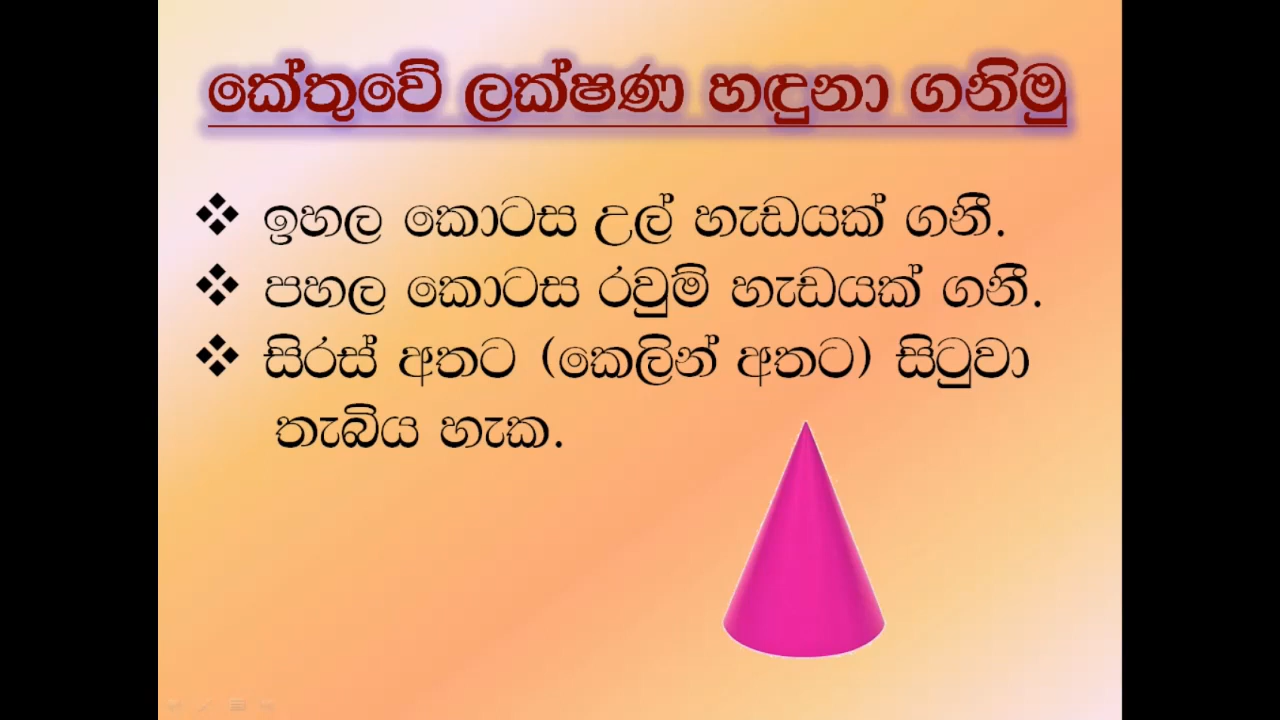 කේතුවේ ලක්ෂණ හඳුනා ගනිමු
❖ ඉහල කොටස උල් හැඩයක් ගනී.
❖ පහල කොටස රවුම් හැඩයක් ගනී.
❖ සිරස් අතට (කෙලින් අතට) සිටුවා
තැබිය හැක.